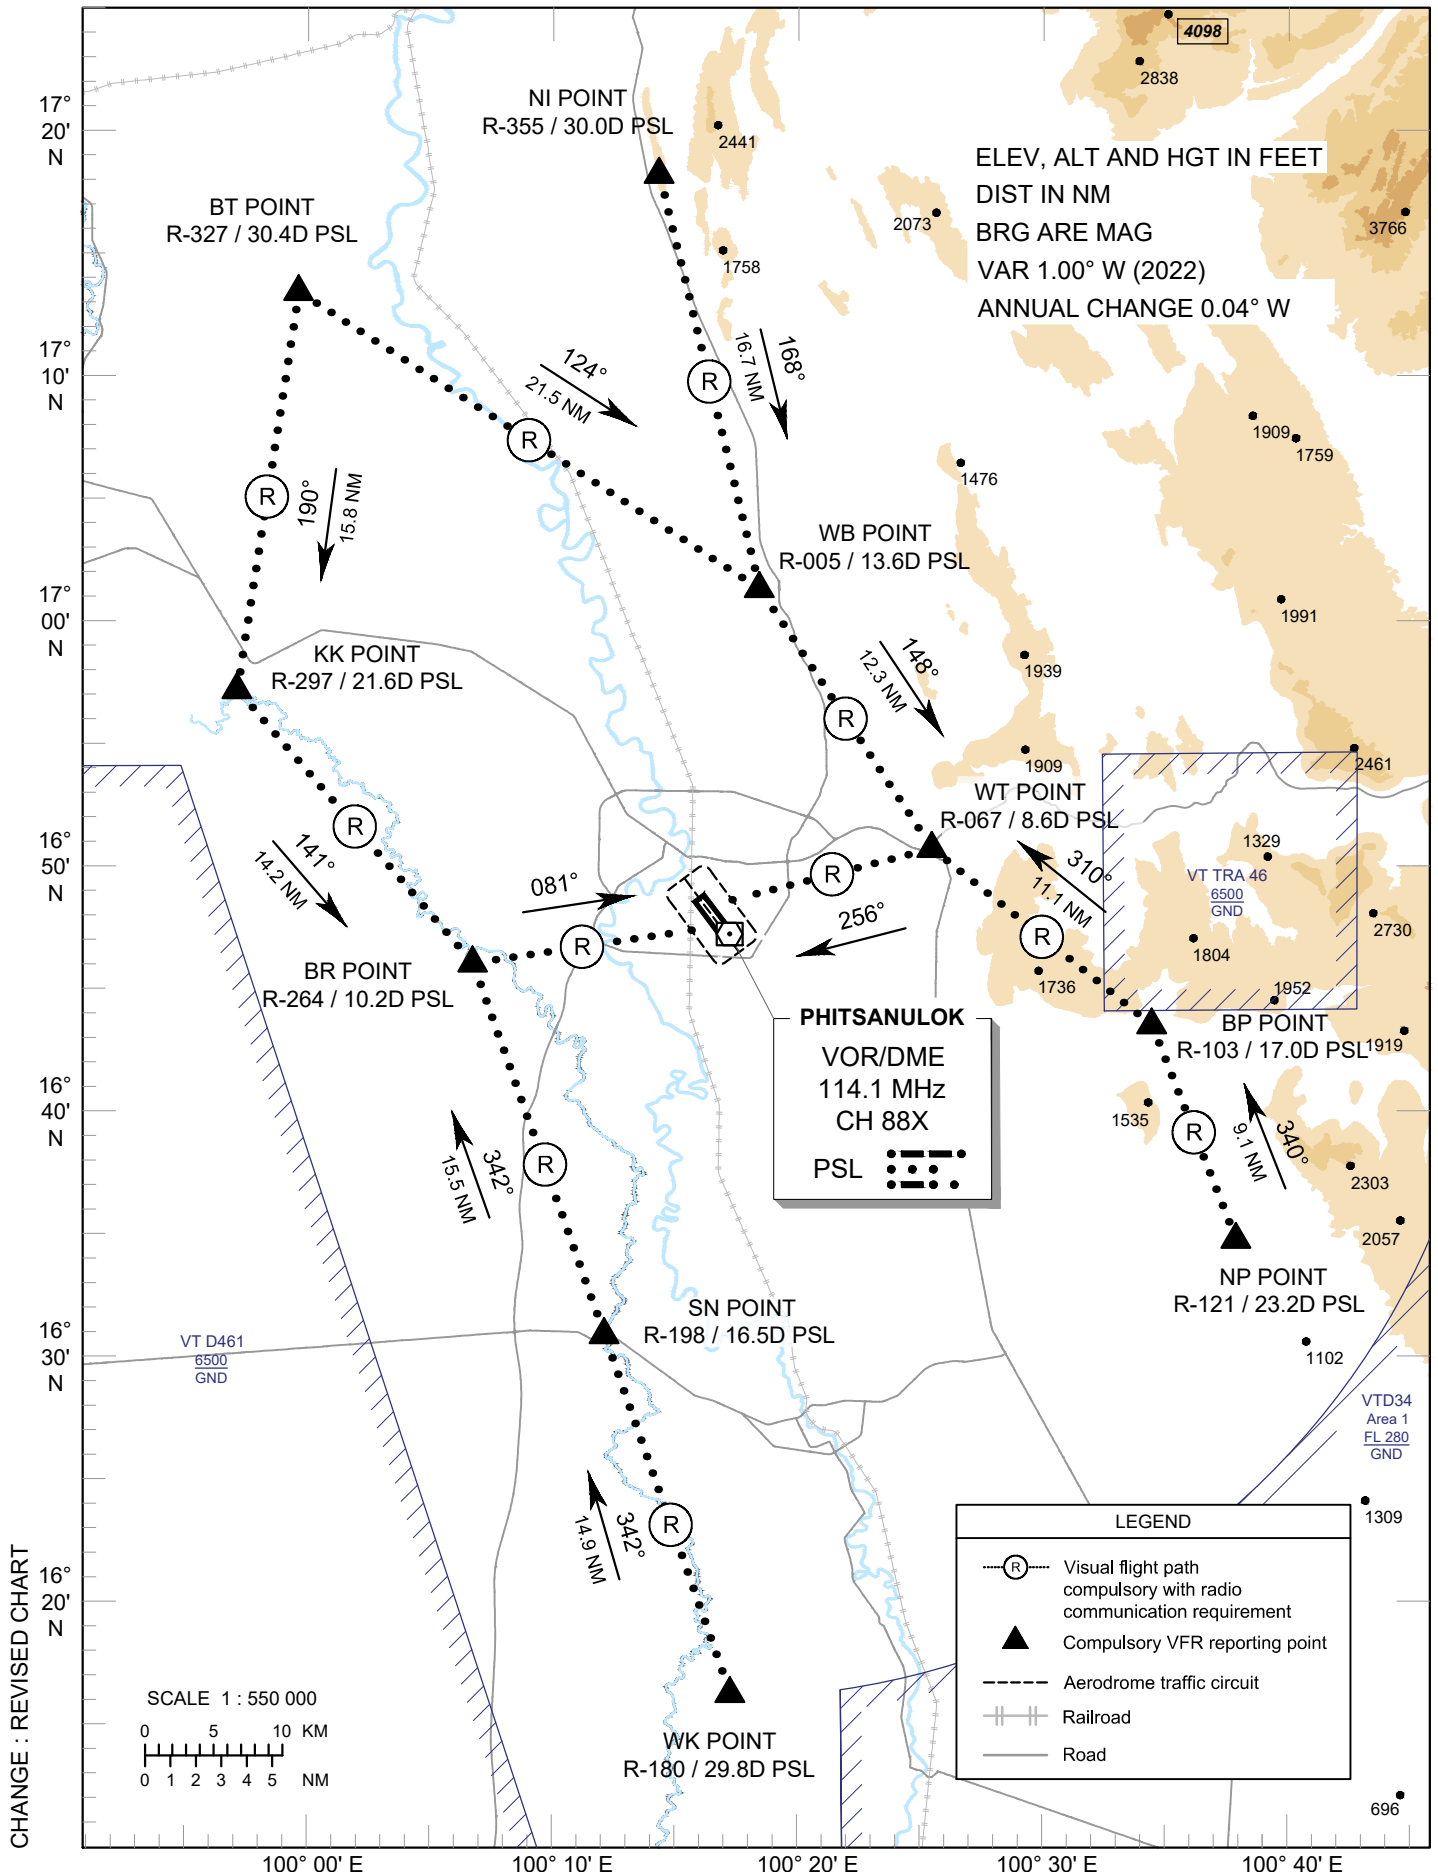 4098
2838
NI POINT
R-355 / 30.0D PSL
2441
17°
20'
N
ELEV, ALT AND HGT IN FEET
DIST IN NM
BRG ARE MAG
VAR 1.00° W (2022)
ANNUAL CHANGE 0.04° W
BT POINT
R-327 / 30.4D PSL
2073
3766
1758
17°
10'
N
124°
21.5 NM
R
168°
16.7 NM
1909
1759
R
1476
R
190°
15.8 NM
WB POINT
R-005 / 13.6D PSL
17°
00'
N
1991
KK POINT
R-297 / 21.6D PSL
148°
12.3 NM
1939
R
1909
2461
WT POINT
R-067 / 8.6D PSL
16°
50'
N
R
141°
14.2 NM
081°
R
256°
310°
11.1 NM
1329
VT TRA 46
6500
GND
2730
R
R
1804
1736
1952
BR POINT
R-264 / 10.2D PSL
PHITSANULOK
VOR/DME
114.1 MHz
CH 88X
PSL
BP POINT
R-103 / 17.0D PSL
1919
16°
40'
N
1535
R
340°
9.1 NM
342°
15.5 NM
R
2303
2057
NP POINT
R-121 / 23.2D PSL
SN POINT
R-198 / 16.5D PSL
16°
30'
N
VT D461
6500
GND
1102
VTD34
Area 1
FL 280
GND
1309
342°
14.9 NM
R
16°
20'
N
LEGEND
R
Visual flight path
compulsory with radio
communication requirement
Compulsory VFR reporting point
Aerodrome traffic circuit
Railroad
Road
WK POINT
R-180 / 29.8D PSL
SCALE 1 : 550 000
0 5 10 KM
0 1 2 3 4 5 NM
696
CHANGE : REVISED CHART
100° 00' E 100° 10' E 100° 20' E 100° 30' E 100° 40' E